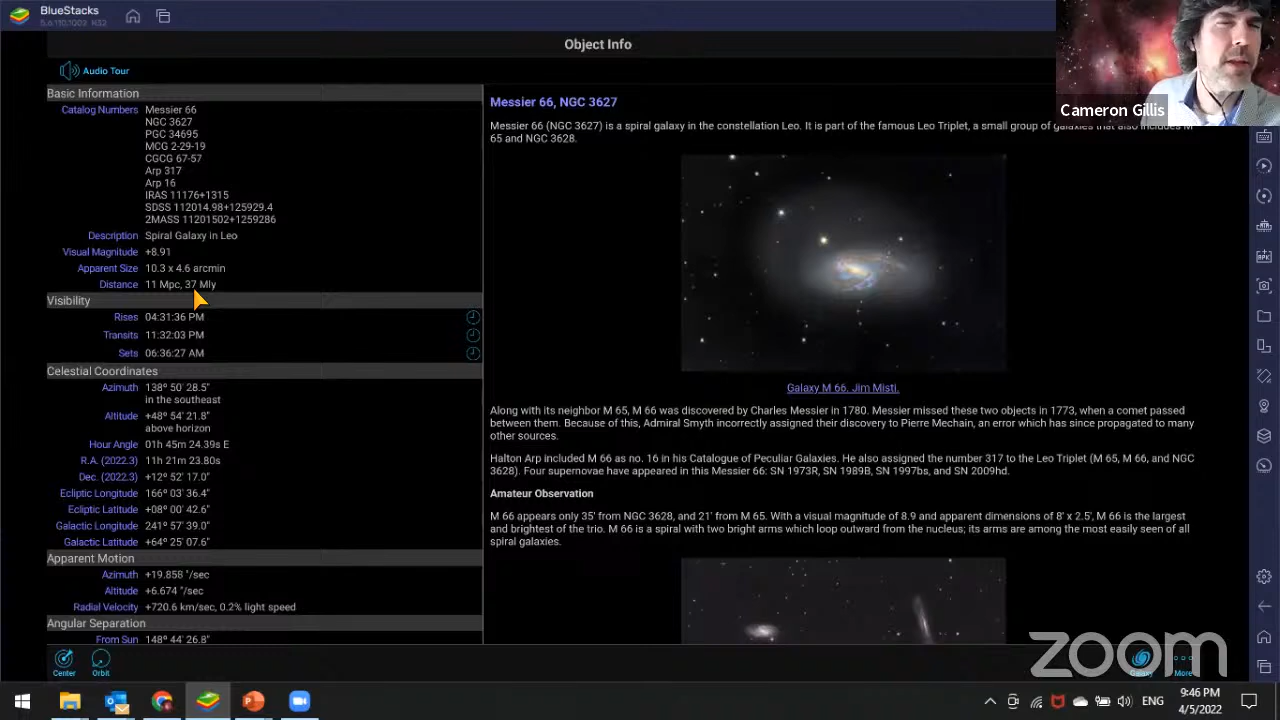 BlueStacks
5.6.110.1002 N32
Object Info
Cameron Gillis
Audio Tour
Basic Information
Catalog Numbers Messier 66
NGC 3627
PGC 34695
MCG 2-29-19
CGCG 67-57
Arp 317
Arp 16
IRAS 11176+1315
SDSS 112014.98+125929.4
2MASS 11201502+1259286
Description Spiral Galaxy in Leo
Visual Magnitude +8.91
Apparent Size 10.3 x 4.6 arcmin
Distance 11 Mpc, 37 Mly
Visibility
Rises 04:31:36 PM
Transits 11:32:03 PM
Sets 06:36:27 AM
Celestial Coordinates
Azimuth 138° 50' 28.5"
in the southeast
Altitude +48° 54' 21.8"
above horizon
Hour Angle 01h 45m 24.39s E
R.A. (2022.3) 11h 21m 23.80s
Dec. (2022.3) +12° 52' 17.0"
Ecliptic Longitude 166° 03' 36.4"
Ecliptic Latitude +08° 00' 42.6"
Galactic Longitude 241° 57' 39.0"
Galactic Latitude +64° 25' 07.6"
Apparent Motion
Azimuth +19.858 "/sec
Altitude +6.674 "/sec
Radial Velocity +720.6 km/sec, 0.2% light speed
Angular Separation
From Sun 148° 44' 26.8"
Messier 66, NGC 3627
Messier 66 (NGC 3627) is a spiral galaxy in the constellation Leo. It is part of the famous Leo Triplet, a small group of galaxies that also includes M
65 and NGC 3628.
Galaxy M 66. Jim Misti.
Along with its neighbor M 65, M 66 was discovered by Charles Messier in 1780. Messier missed these two objects in 1773, when a comet passed
between them. Because of this, Admiral Smyth incorrectly assigned their discovery to Pierre Mechain, an error which has since propagated to many
other sources.
Halton Arp included M 66 as no. 16 in his Catalogue of Peculiar Galaxies. He also assigned the number 317 to the Leo Triplet (M 65, M 66, and NGC
3628). Four supernovae have appeared in this Messier 66: SN 1973R, SN 1989B, SN 1997bs, and SN 2009hd.
Amateur Observation
M 66 appears only 35' from NGC 3628, and 21' from M 65. With a visual magnitude of 8.9 and apparent dimensions of 8' x 2.5', M 66 is the largest
and brightest of the trio. M 66 is a spiral with two bright arms which loop outward from the nucleus; its arms are among the most easily seen of all
spiral galaxies.
Center
Orbit
Galaxy
More
zoom
ENG
9:46 PM
4/5/2022